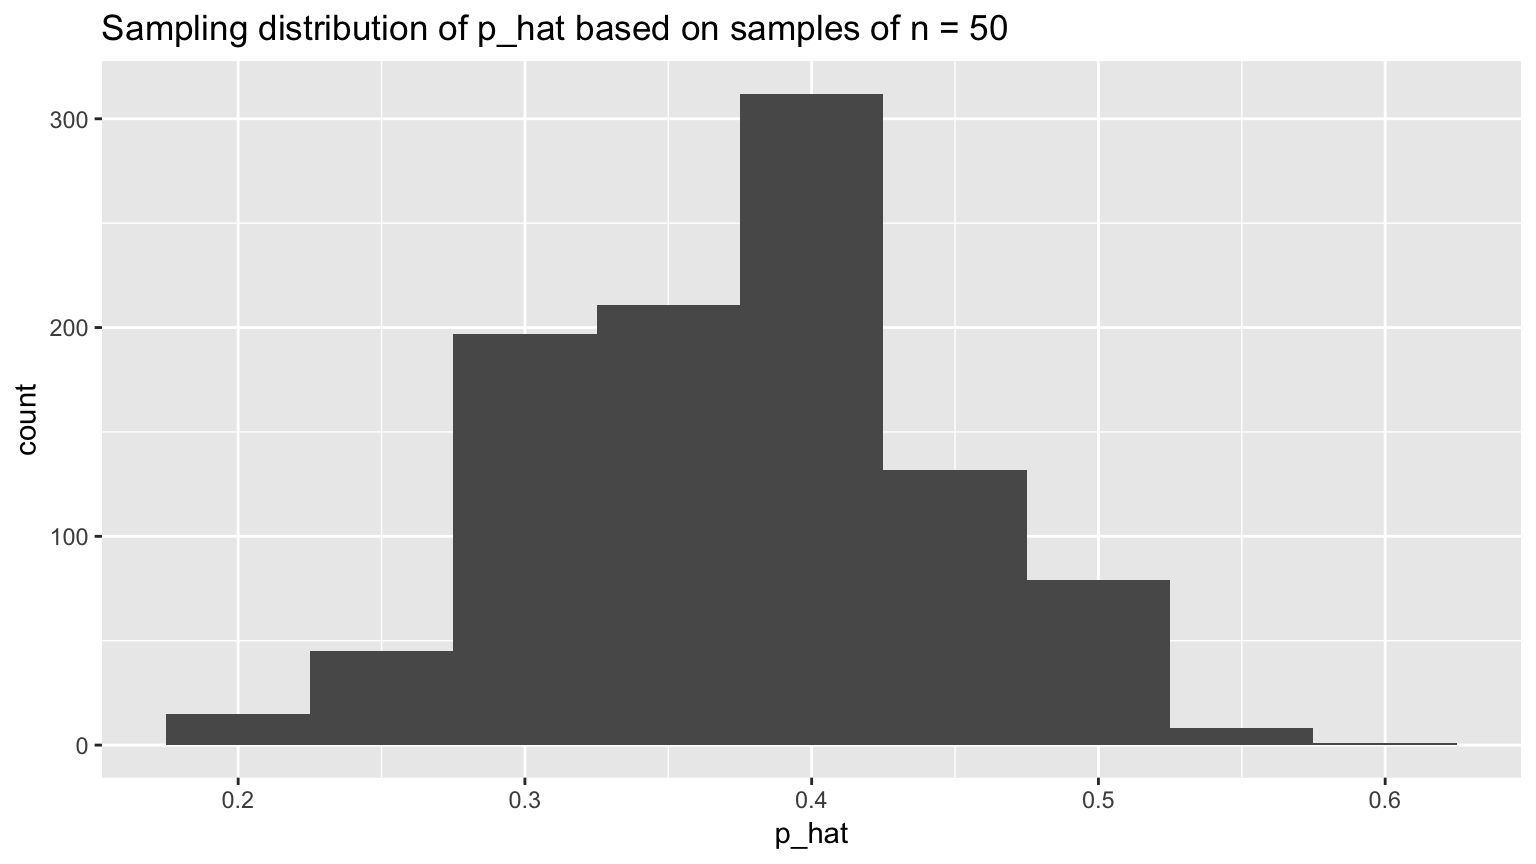 Sampling distribution of p_hat based on samples of n = 50
300
200
100
0
count
0.2 0.3 0.4 0.5 0.6
p_hat